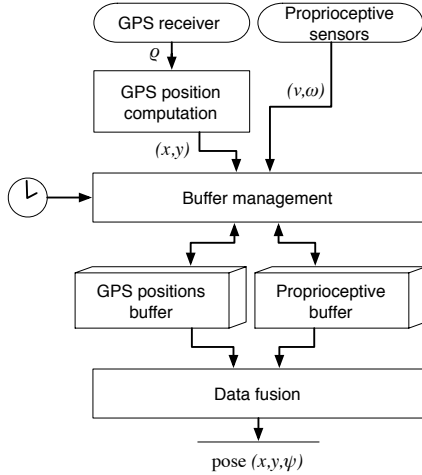 GPS receiver
Proprioceptive
sensors
ϱ
GPS position
computation
(v,ω)
(x,y)
Buffer management
GPS positions
buffer
Proprioceptive
buffer
Data fusion
pose (x,y,ψ)